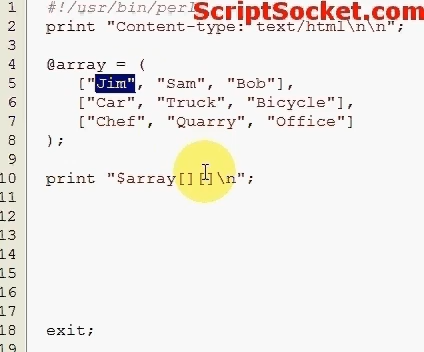 ScriptSocket.com
1 #!/usr/bin/perl
2 print "Content-type: text/html\n\n";
3
4 @array = (
5 ["Jim", "Sam", "Bob"],
6 ["Car", "Truck", "Bicycle"],
7 ["Chef", "Quarry", "Office"]
8 );
9
10 print "$array[][]\n";
11
12
13
14
15
16
17
18 exit;
19